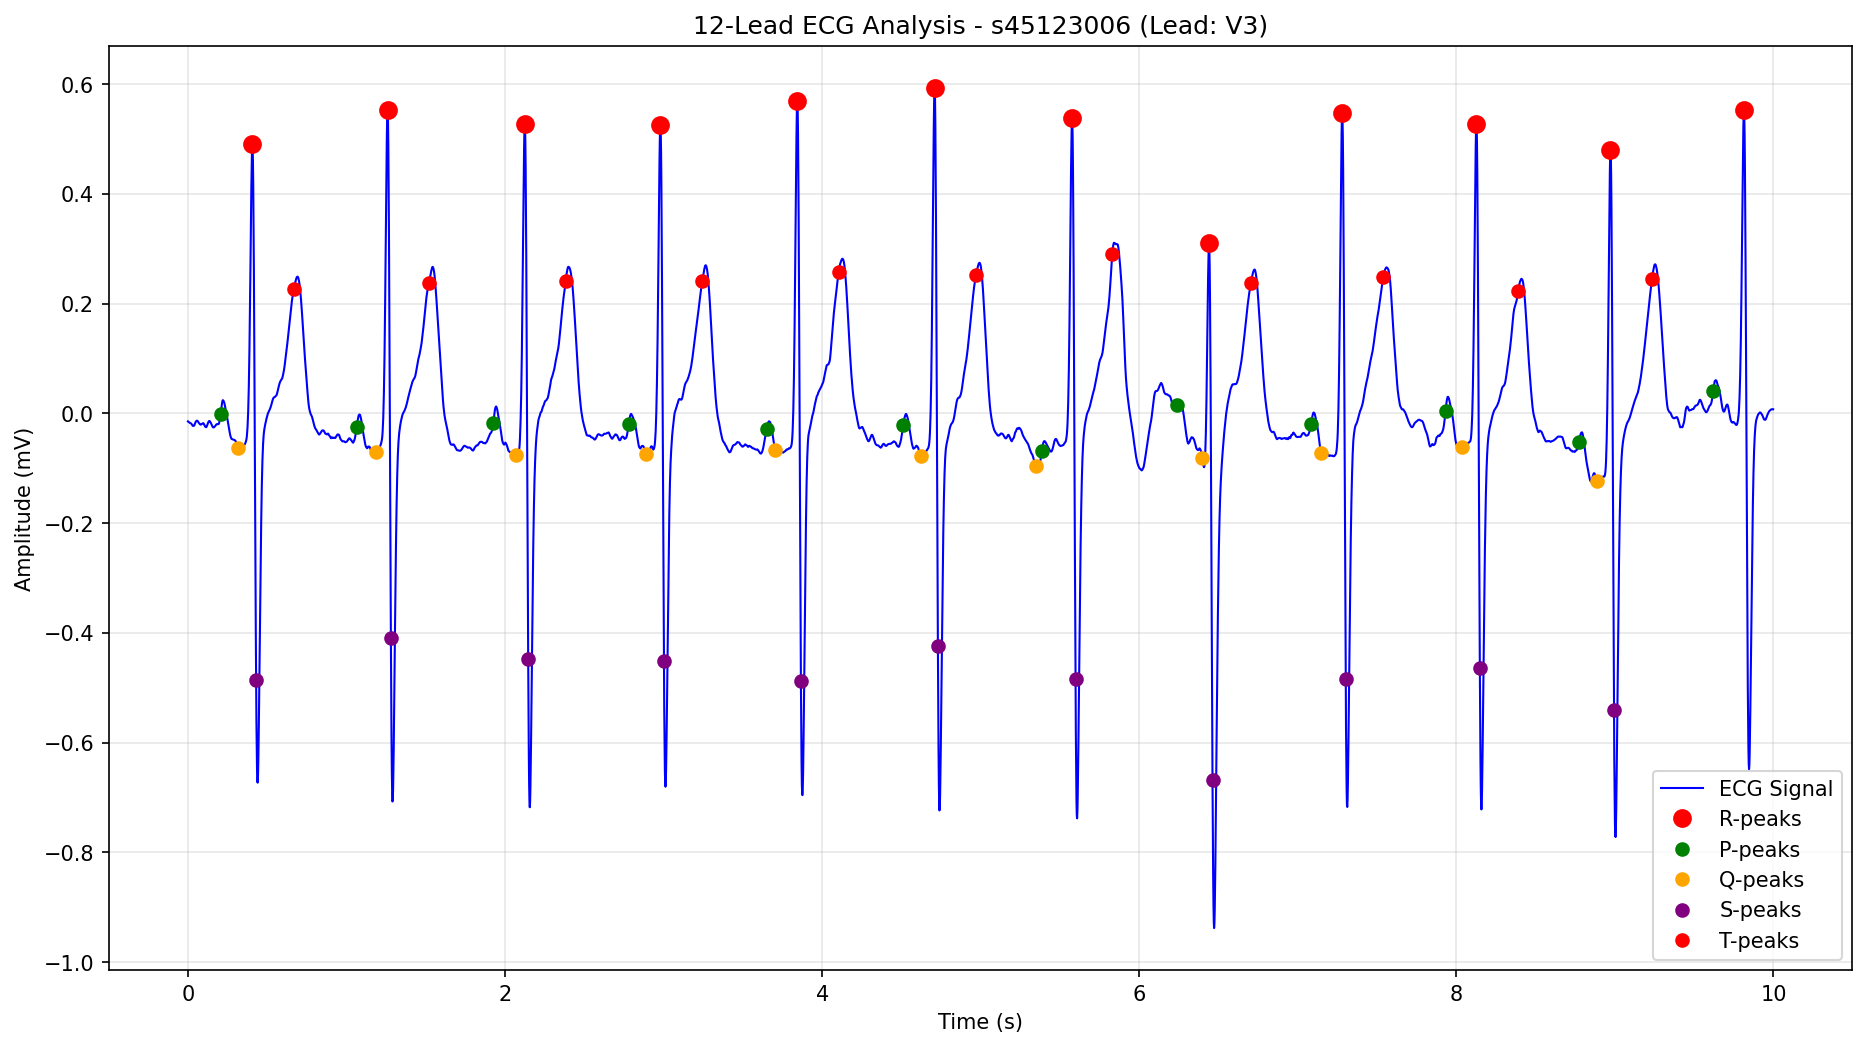 12-Lead ECG Analysis - s45123006 (Lead: V3)
Amplitude (mV)
0.6
0.4
0.2
0.0
−0.2
−0.4
−0.6
−0.8
−1.0
0 2 4 6 8 10
Time (s)
ECG Signal
R-peaks
P-peaks
Q-peaks
S-peaks
T-peaks